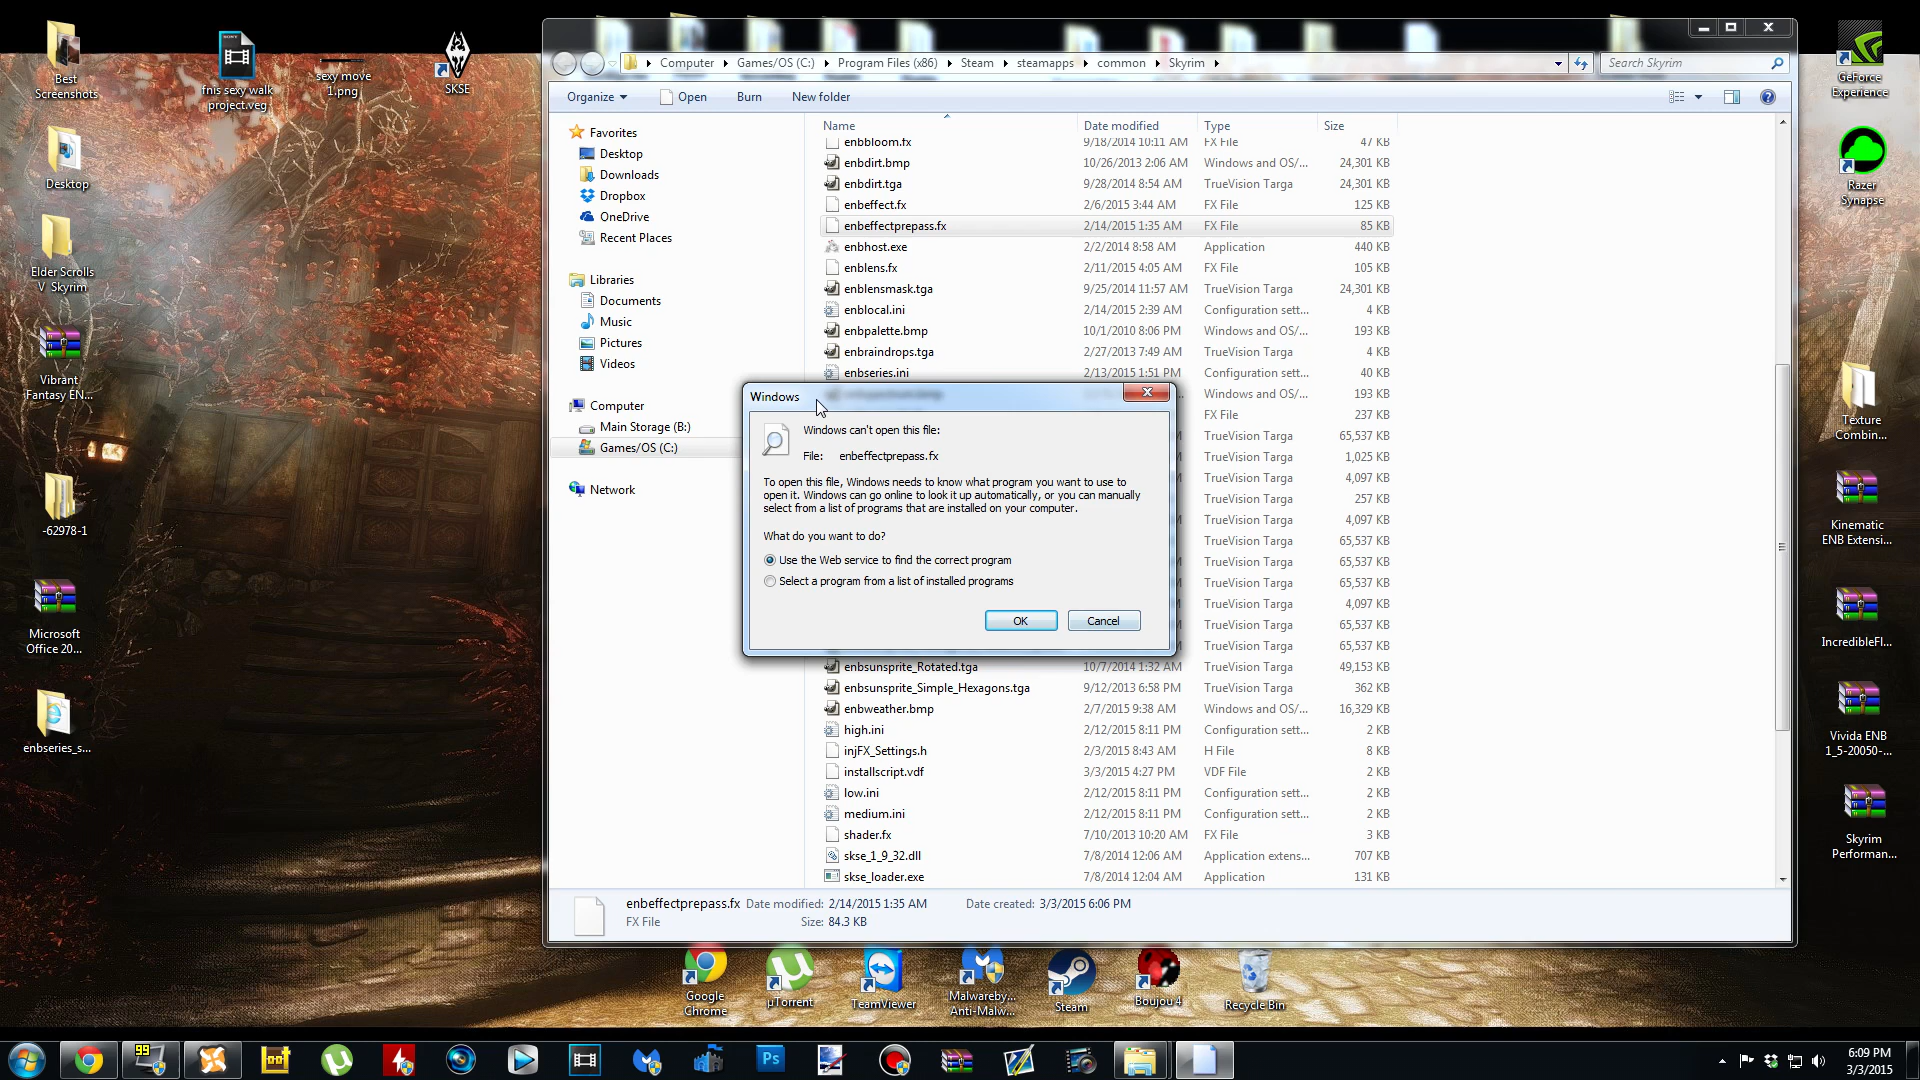 Best
Screenshots
Desktop
Elder Scrolls
V Skyrim
Vibrant
Fantasy EN...
-62978-1
Microsoft
Office 20...
enbseries_s...
SONY
fnis sexy walk
project.veg
sexy move
1.png
SKSE
Computer
Games/OS (C:)
Program Files (x86)
Steam
steamapps
common
Skyrim
Search Skyrim
Organize
Open
Burn
New folder
Favorites
Desktop
Downloads
Dropbox
OneDrive
Recent Places
Libraries
Documents
Music
Pictures
Videos
Computer
Main Storage (B:)
Games/OS (C:)
Network
Name Date modified Type Size
enbbloom.fx 9/18/2014 10:11 AM FX File 47 KB
enbdirt.bmp 10/26/2013 2:06 AM Windows and OS/... 24,301 KB
enbdirt.tga 9/28/2014 8:54 AM TrueVision Targa 24,301 KB
enbeffect.fx 2/6/2015 3:44 AM FX File 125 KB
enbeffectprepass.fx 2/14/2015 1:35 AM FX File 85 KB
enbhost.exe 2/2/2014 8:58 AM Application 440 KB
enblens.fx 2/11/2015 4:05 AM FX File 105 KB
enblensmask.tga 9/25/2014 11:57 AM TrueVision Targa 24,301 KB
enblocal.ini 2/14/2015 2:39 AM Configuration sett... 4 KB
enbpalette.bmp 10/1/2010 8:06 PM Windows and OS/... 193 KB
enbraindrops.tga 2/27/2013 7:49 AM TrueVision Targa 4 KB
enbseries.ini 2/13/2015 1:51 PM Configuration sett... 40 KB
Windows and OS/... 193 KB
FX File 237 KB
TrueVision Targa 65,537 KB
TrueVision Targa 1,025 KB
TrueVision Targa 4,097 KB
TrueVision Targa 257 KB
TrueVision Targa 4,097 KB
TrueVision Targa 65,537 KB
TrueVision Targa 65,537 KB
TrueVision Targa 65,537 KB
TrueVision Targa 4,097 KB
TrueVision Targa 65,537 KB
TrueVision Targa 65,537 KB
enbsunsprite_Rotated.tga 10/7/2014 1:32 AM TrueVision Targa 49,153 KB
enbsunsprite_Simple_Hexagons.tga 9/12/2013 6:58 PM TrueVision Targa 362 KB
enbweather.bmp 2/7/2015 9:38 AM Windows and OS/... 16,329 KB
high.ini 2/12/2015 8:11 PM Configuration sett... 2 KB
injFX_Settings.h 2/3/2015 8:43 AM H File 8 KB
installscript.vdf 3/3/2015 4:27 PM VDF File 2 KB
low.ini 2/12/2015 8:11 PM Configuration sett... 2 KB
medium.ini 2/12/2015 8:11 PM Configuration sett... 2 KB
shader.fx 7/10/2013 10:20 AM FX File 3 KB
skse_1_9_32.dll 7/8/2014 12:06 AM Application extens... 707 KB
skse_loader.exe 7/8/2014 12:04 AM Application 131 KB
Windows
Windows can't open this file:
File: enbeffectprepass.fx
To open this file, Windows needs to know what program you want to use to
open it. Windows can go online to look it up automatically, or you can manually
select from a list of programs that are installed on your computer.
What do you want to do?
Use the Web service to find the correct program
Select a program from a list of installed programs
OK
Cancel
enbeffectprepass.fx Date modified: 2/14/2015 1:35 AM Date created: 3/3/2015 6:06 PM
FX File Size: 84.3 KB
GeForce
Experience
Razer
Synapse
Texture
Combin...
Kinematic
ENB Extensi...
IncredibleFl...
Vivida ENB
1_5-20050-...
Skyrim
Performan...
Google
Chrome
µTorrent
TeamViewer
Malwareby...
Anti-Malw...
Steam
Boujou 4
Recycle Bin
99
Ps
6:09 PM
3/3/2015